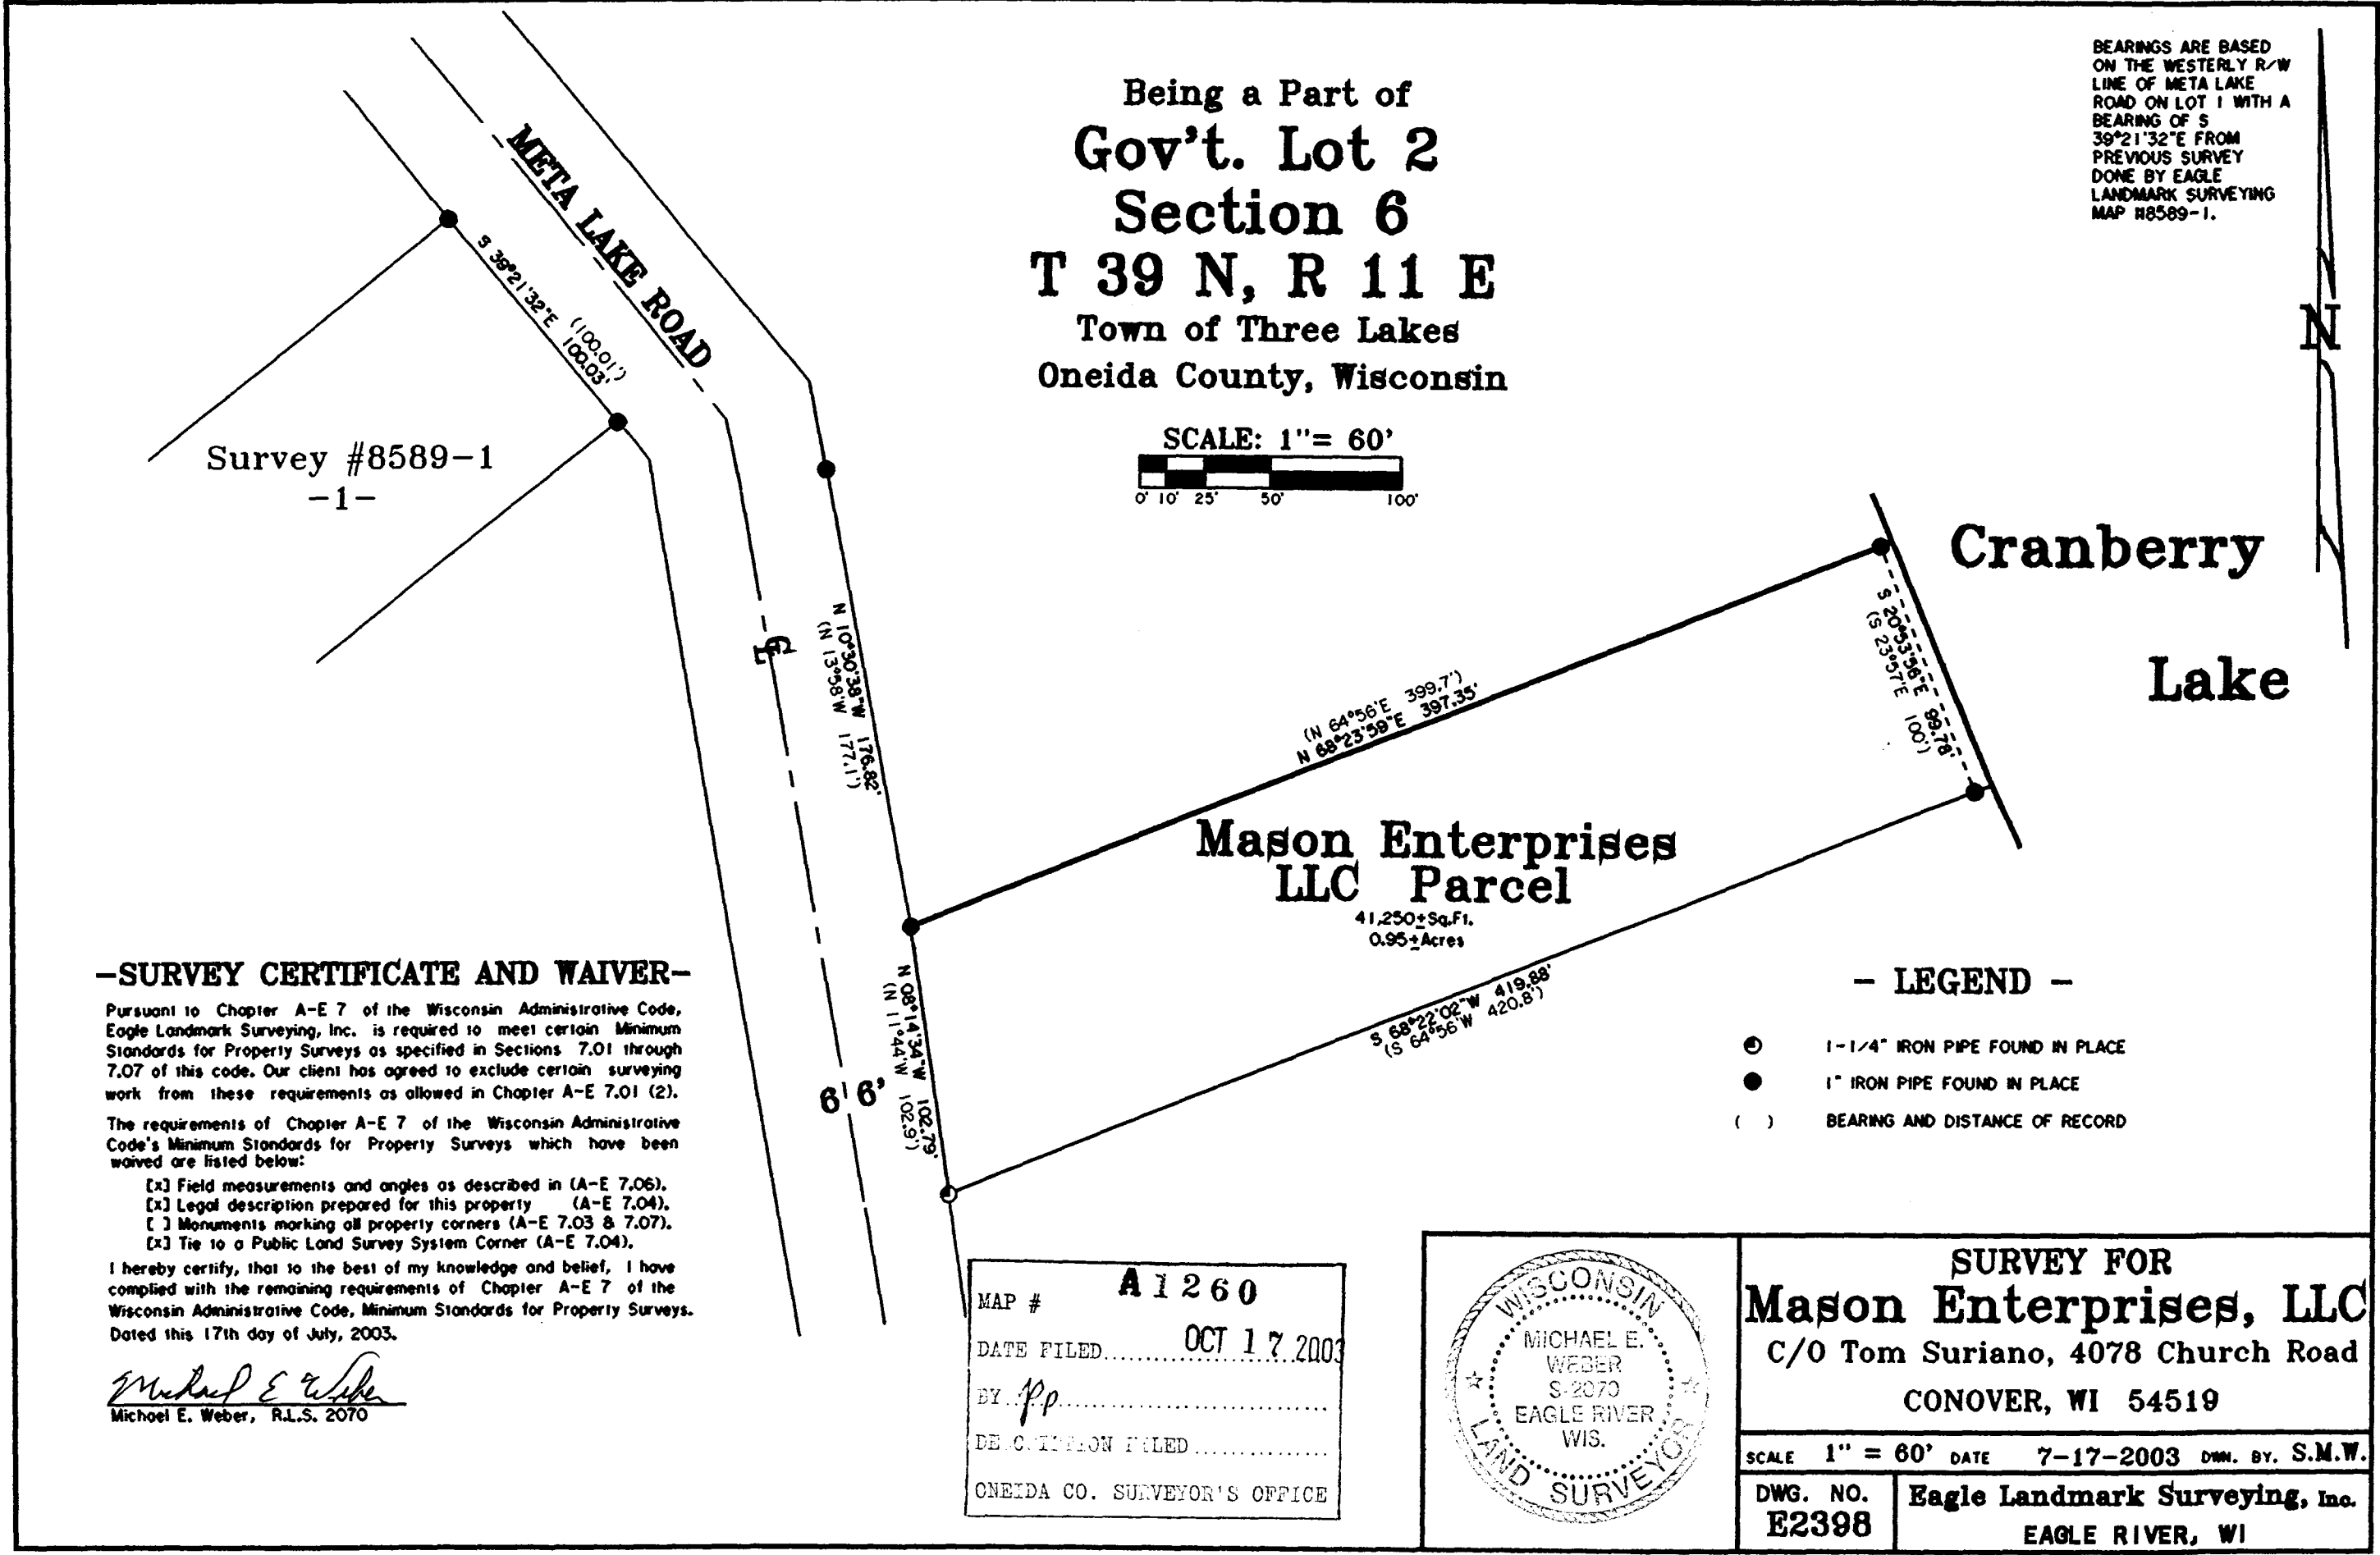 Being a Part of
Gov't. Lot 2
Section 6
T 39 N, R 11 E
Town of Three Lakes
Oneida County, Wisconsin
SCALE: 1"= 60'
0' 10' 25' 50' 100'
BEARINGS ARE BASED
ON THE WESTERLY R/W
LINE OF META LAKE
ROAD ON LOT 1 WITH A
BEARING OF S
39°21'32"E FROM
PREVIOUS SURVEY
DONE BY EAGLE
LANDMARK SURVEYING
MAP #8589-1.
N
META LAKE ROAD
S 39°21'32"E 100.03'
(100.01')
Survey #8589-1
-1-
CL
N 10°30'38"W 176.82'
(N 13°58'W 177.1')
Cranberry
Lake
S 20°53'56"E 99.78'
(S 23°57'E 100')
(N 64°56'E 399.7')
N 68°23'59"E 397.35'
Mason Enterprises
LLC Parcel
41,250±Sq.Ft.
0.95±Acres
S 68°22'02"W 419.88'
(S 64°56'W 420.8')
N 08°14'34"W 102.79'
(N 11°44'W 102.9')
66'
-SURVEY CERTIFICATE AND WAIVER-
Pursuant to Chapter A-E 7 of the Wisconsin Administrative Code,
Eagle Landmark Surveying, Inc. is required to meet certain Minimum
Standards for Property Surveys as specified in Sections 7.01 through
7.07 of this code. Our client has agreed to exclude certain surveying
work from these requirements as allowed in Chapter A-E 7.01 (2).
The requirements of Chapter A-E 7 of the Wisconsin Administrative
Code's Minimum Standards for Property Surveys which have been
waived are listed below:
[x] Field measurements and angles as described in (A-E 7.06).
[x] Legal description prepared for this property (A-E 7.04).
[ ] Monuments marking all property corners (A-E 7.03 & 7.07).
[x] Tie to a Public Land Survey System Corner (A-E 7.04).
I hereby certify, that to the best of my knowledge and belief, I have
complied with the remaining requirements of Chapter A-E 7 of the
Wisconsin Administrative Code, Minimum Standards for Property Surveys.
Dated this 17th day of July, 2003.
Michael E Weber
Michael E. Weber, R.L.S. 2070
- LEGEND -
1-1/4" IRON PIPE FOUND IN PLACE
1" IRON PIPE FOUND IN PLACE
( ) BEARING AND DISTANCE OF RECORD
MAP # A1260
DATE FILED OCT 17 2003
BY pp
DESCRIPTION FILED
ONEIDA CO. SURVEYOR'S OFFICE
WISCONSIN
MICHAEL E.
WEBER
S-2070
EAGLE RIVER
WIS.
LAND SURVEYOR
SURVEY FOR
Mason Enterprises, LLC
C/O Tom Suriano, 4078 Church Road
CONOVER, WI 54519
SCALE 1" = 60' DATE 7-17-2003 DWN. BY. S.M.W.
DWG. NO.
E2398
Eagle Landmark Surveying, Inc.
EAGLE RIVER, WI